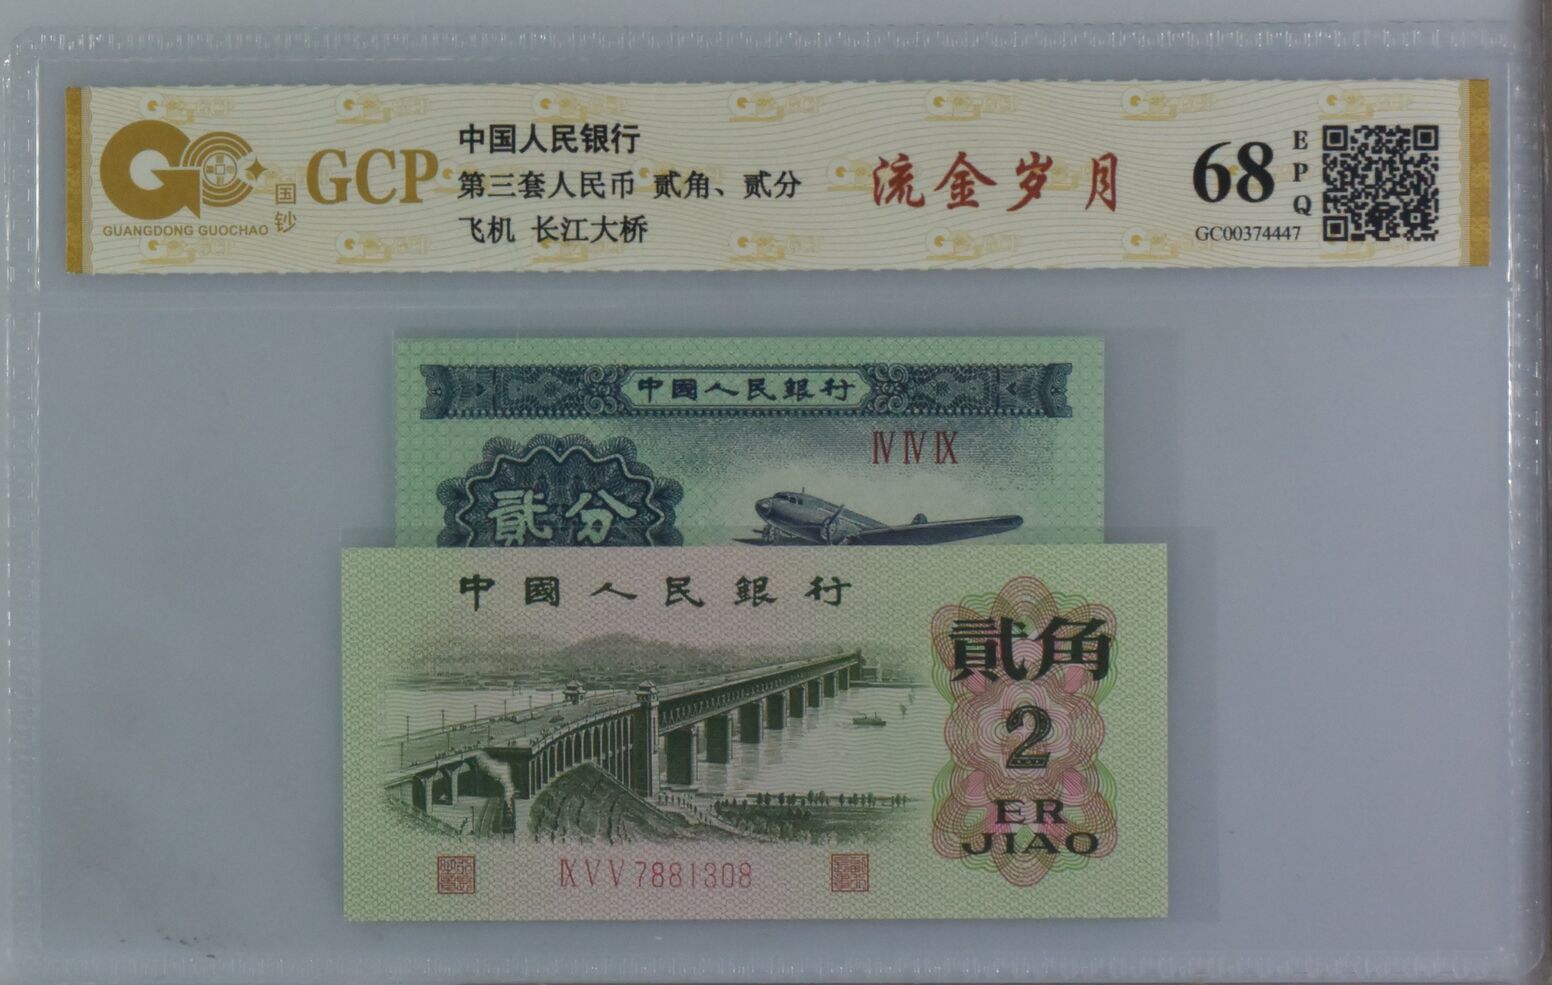 国钞
GUANGDONG GUOCHAO
GCP
中国人民银行
第三套人民币 贰角、贰分
飞机 长江大桥
流金岁月
68
EPQ
GC00374447
中國人民銀行
ⅣⅣⅨ
貳分
中國人民銀行
貳角
2
ER
JIAO
ⅨⅤⅤ7881308